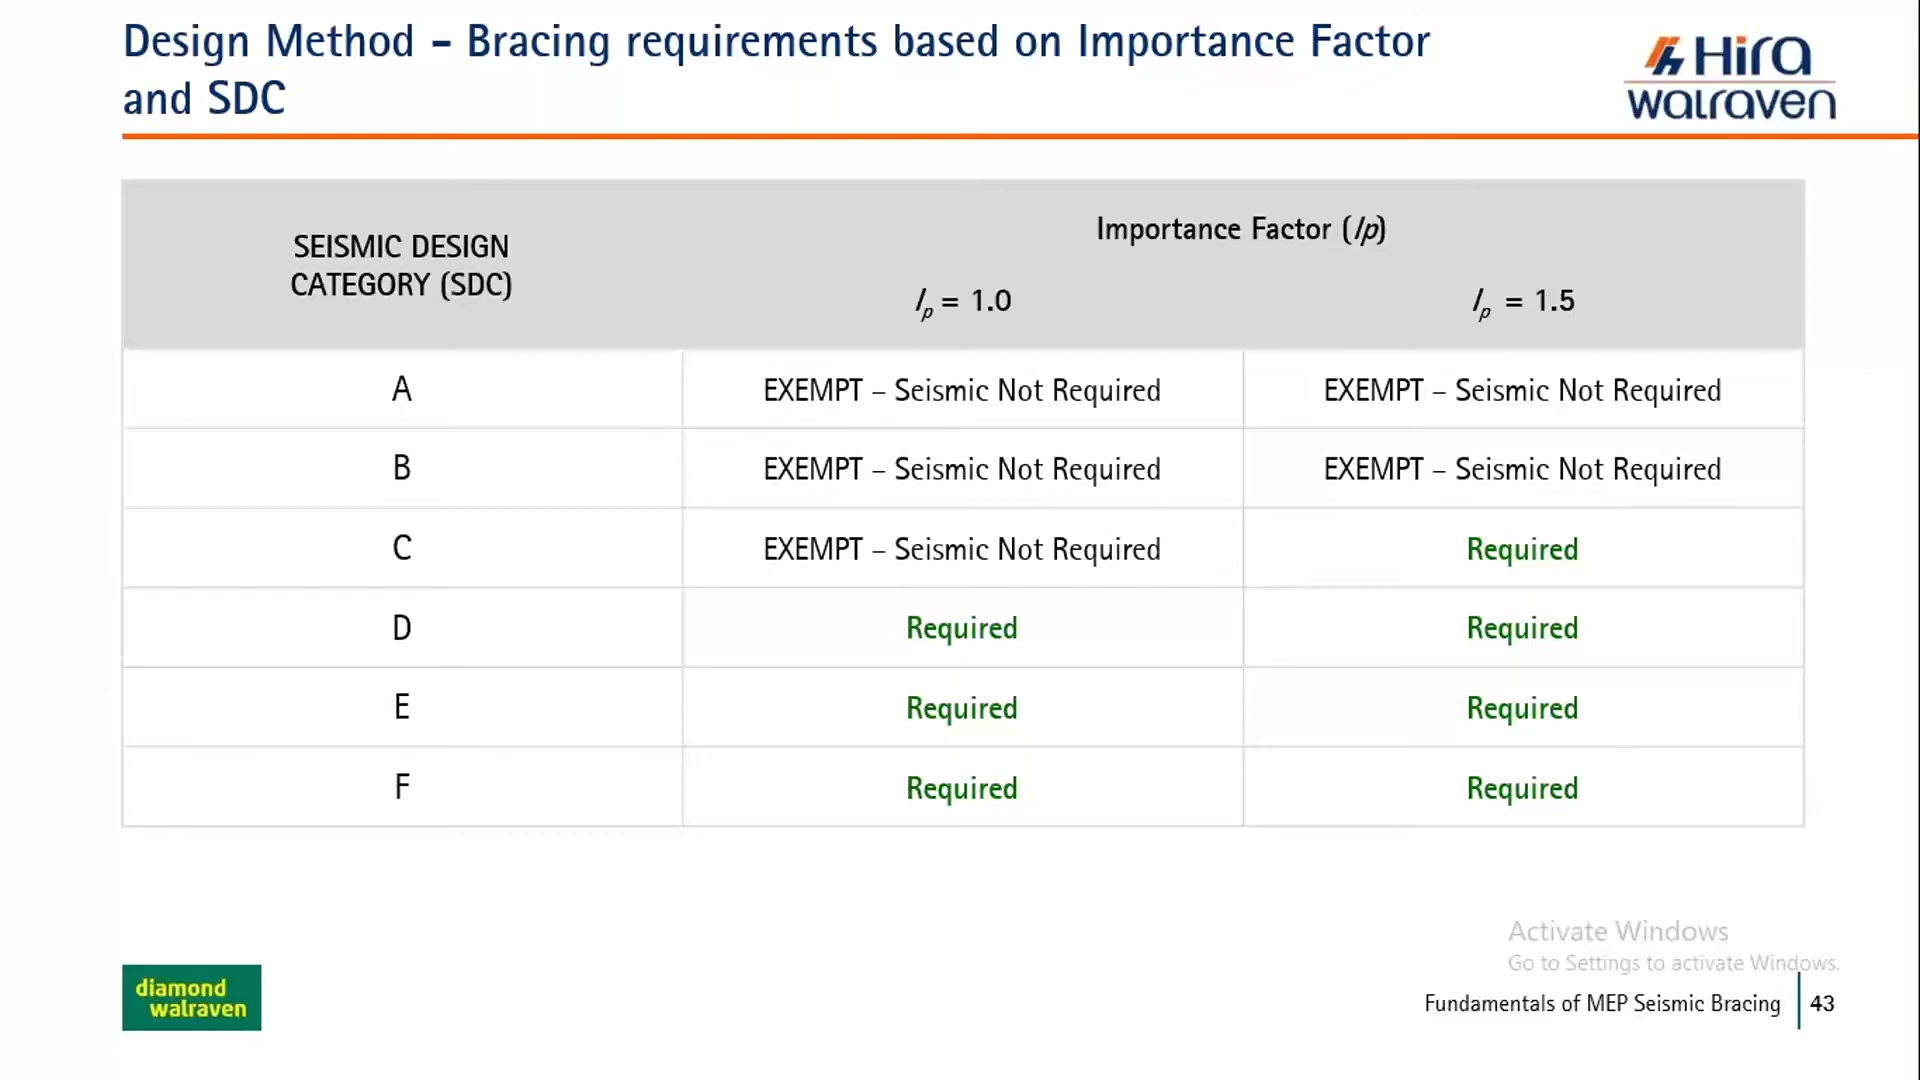 Design Method – Bracing requirements based on Importance Factor
and SDC
Hira
walraven
SEISMIC DESIGN
CATEGORY (SDC)
Importance Factor (Ip)
Ip = 1.0
Ip = 1.5
A
EXEMPT – Seismic Not Required
EXEMPT – Seismic Not Required
B
EXEMPT – Seismic Not Required
EXEMPT – Seismic Not Required
C
EXEMPT – Seismic Not Required
Required
D
Required
Required
E
Required
Required
F
Required
Required
Activate Windows
Go to Settings to activate Windows.
diamond
walraven
Fundamentals of MEP Seismic Bracing
43